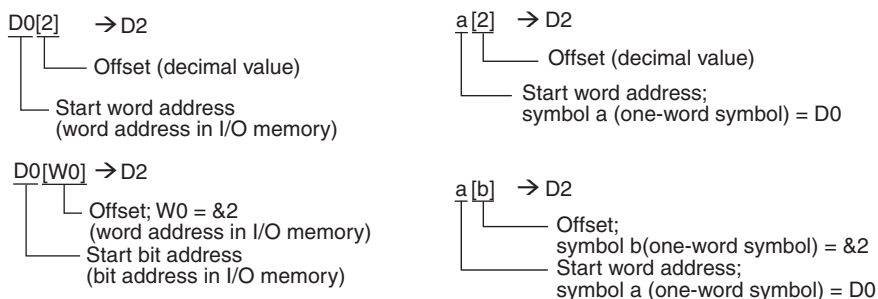 D0[2] → D2
Offset (decimal value)
Start word address
(word address in I/O memory)
a [2] → D2
Offset (decimal value)
Start word address;
symbol a (one-word symbol) = D0
D0[W0] → D2
Offset; W0 = &2
(word address in I/O memory)
Start bit address
(bit address in I/O memory)
a [b] → D2
Offset;
symbol b(one-word symbol) = &2
Start word address;
symbol a (one-word symbol) = D0